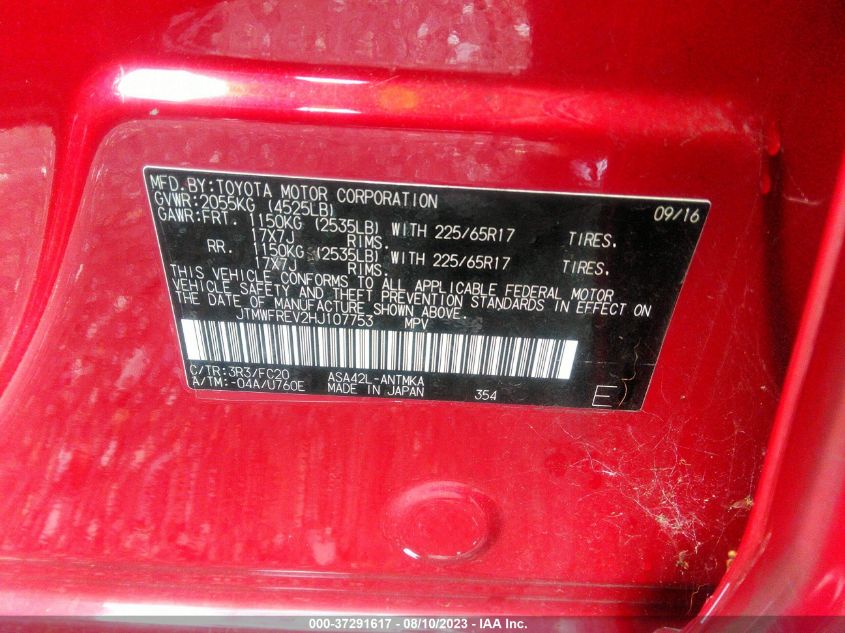 MFD.BY:TOYOTA MOTOR CORPORATION 09/16
GVWR:2055KG (4525LB)
GAWR:FRT. 1150KG (2535LB) WITH 225/65R17 TIRES.
17X7J RIMS.
RR. 1150KG (2535LB) WITH 225/65R17 TIRES.
17X7J RIMS.
THIS VEHICLE CONFORMS TO ALL APPLICABLE FEDERAL MOTOR
VEHICLE SAFETY AND THEFT PREVENTION STANDARDS IN EFFECT ON
THE DATE OF MANUFACTURE SHOWN ABOVE.
JTMWFREV2HJ107753 MPV
C/TR:3R3/FC20 ASA42L-ANTMKA
A/TM:-04A/U760E MADE IN JAPAN 354 E
000-37291617 - 08/10/2023 - IAA Inc.